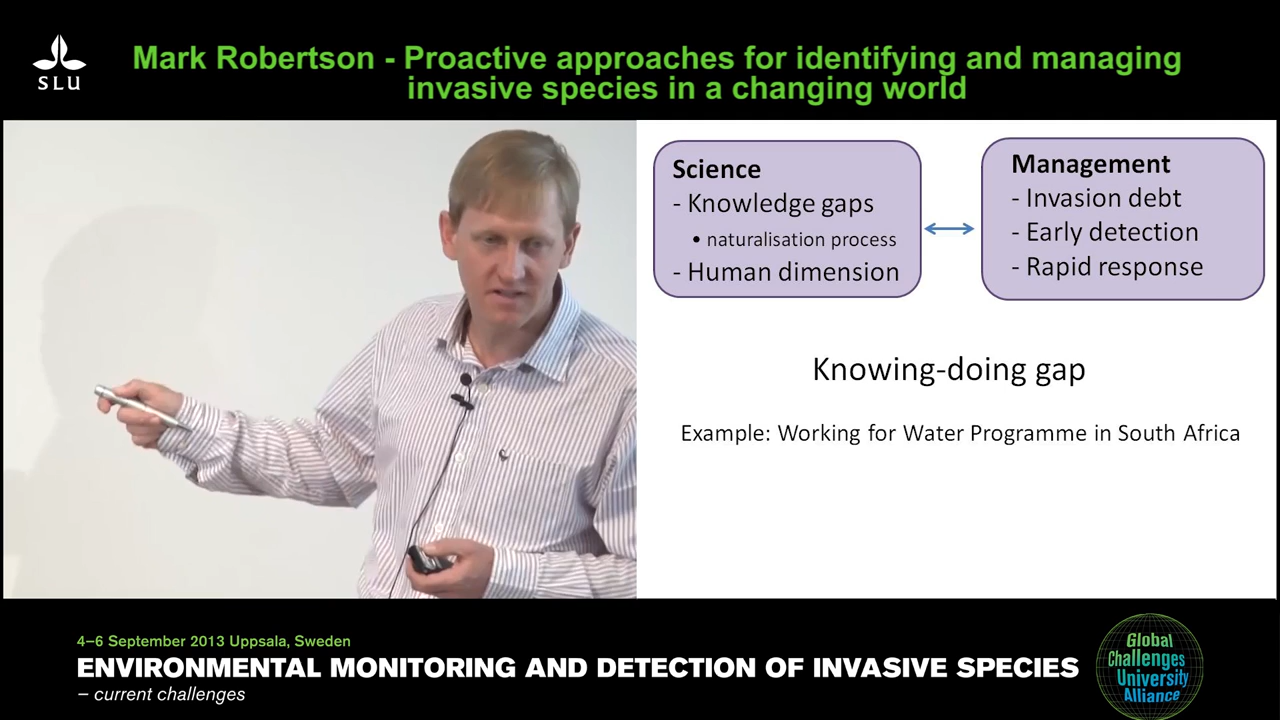 SLU
Mark Robertson - Proactive approaches for identifying and managing
invasive species in a changing world
Science
- Knowledge gaps
• naturalisation process
- Human dimension
Management
- Invasion debt
- Early detection
- Rapid response
Knowing-doing gap
Example: Working for Water Programme in South Africa
4–6 September 2013 Uppsala, Sweden
ENVIRONMENTAL MONITORING AND DETECTION OF INVASIVE SPECIES
– current challenges
Global
Challenges
University
Alliance